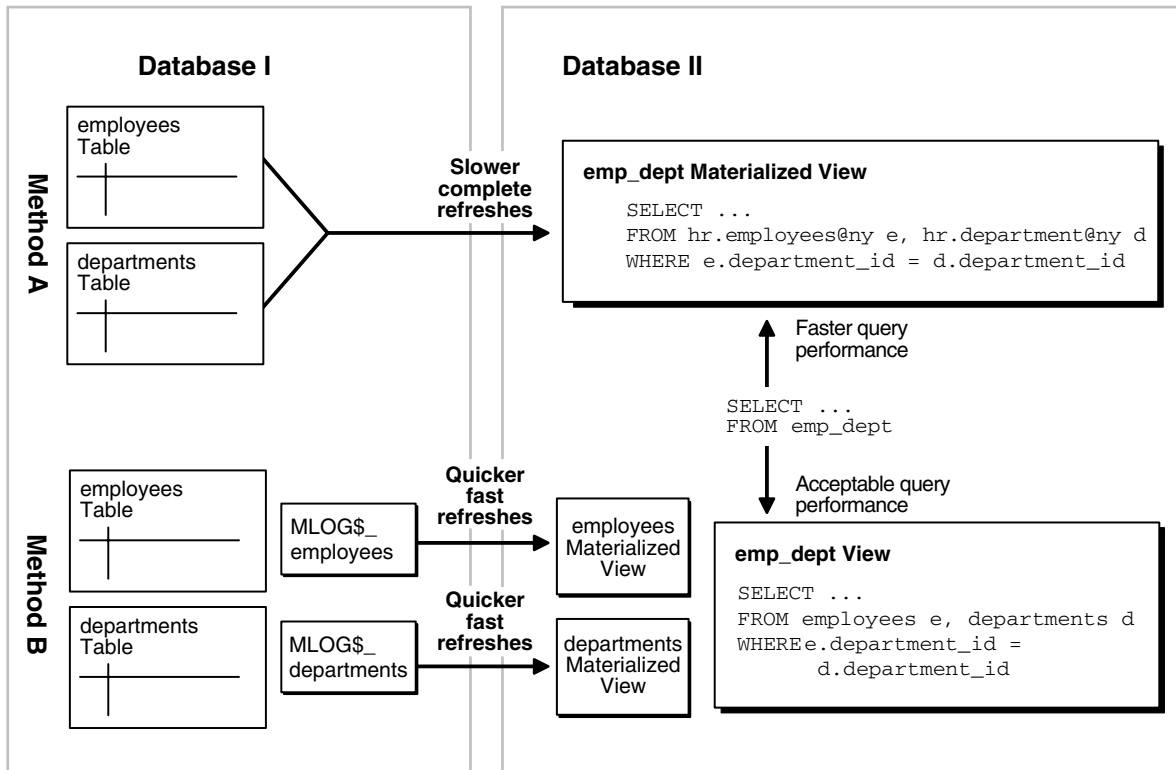 Database I
Database II
Method A
employees
Table
departments
Table
Slower
complete
refreshes
emp_dept Materialized View
SELECT ...
FROM hr.employees@ny e, hr.department@ny d
WHERE e.department_id = d.department_id
Faster query
performance
SELECT ...
FROM emp_dept
Acceptable query
performance
Method B
employees
Table
MLOG$_
employees
Quicker
fast
refreshes
employees
Materialized
View
departments
Table
MLOG$_
departments
Quicker
fast
refreshes
departments
Materialized
View
emp_dept View
SELECT ...
FROM employees e, departments d
WHEREe.department_id =
d.department_id